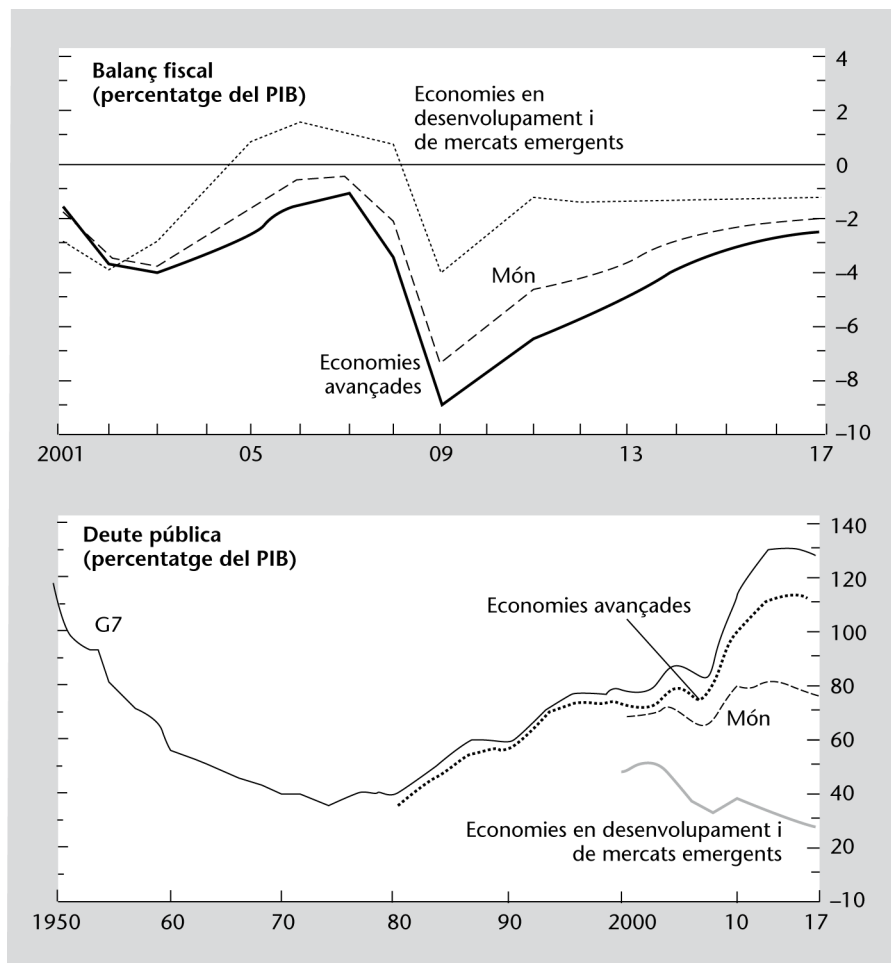 Balanç fiscal
(percentatge del PIB)
Economies en
desenvolupament i
de mercats emergents
Món
Economies
avançades
4
2
0
–2
–4
–6
–8
–10
2001 05 09 13 17
Deute pública
(percentatge del PIB)
G7
Economies avançades
Món
Economies en desenvolupament i
de mercats emergents
140
120
100
80
60
40
20
–10
1950 60 70 80 90 2000 10 17